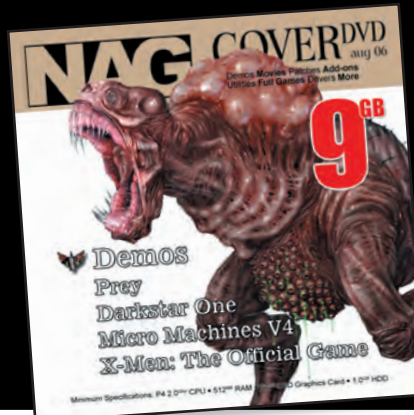 NAG COVERDVD
aug 06
Demos Movies Patches Add-ons
Utilities Full Games Drivers More
9GB
Demos
Prey
Darkstar One
Micro Machines V4
X-Men: The Official Game
Minimum Specifications: P4 2.0 CPU • 512 RAM Graphics Card • 1.0 HDD